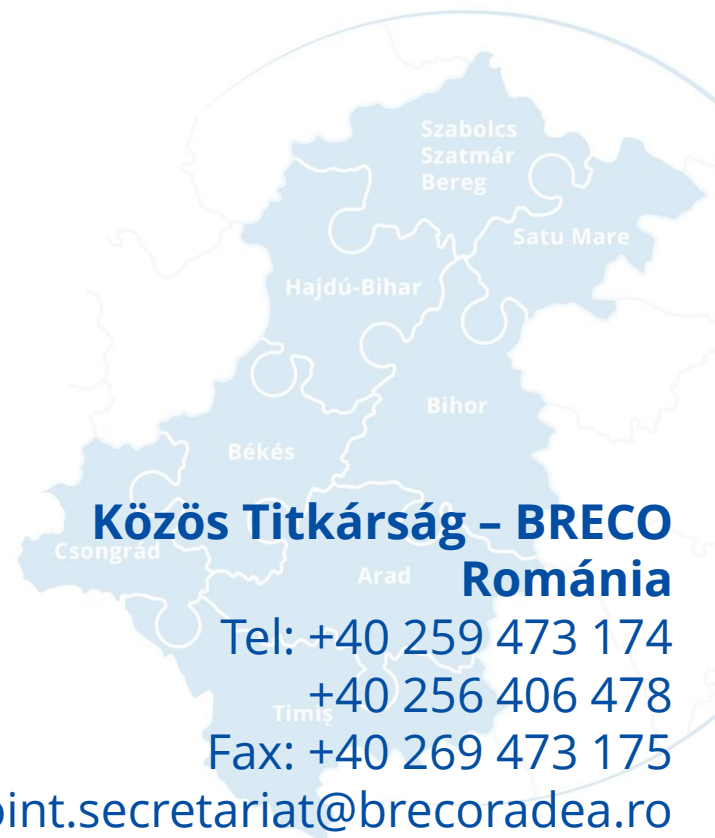 Szabolcs
Szatmár
Bereg
Satu Mare
Hajdú-Bihar
Bihor
Békés
Közös Titkárság – BRECO
Csongrád
Románia
Arad
Tel: +40 259 473 174
+40 256 406 478
Timiș
Fax: +40 269 473 175
oint.secretariat@brecoradea.ro